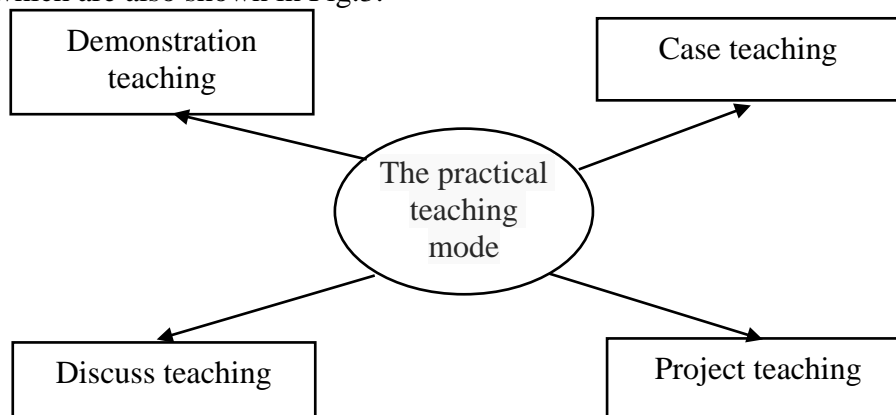 which are also shown in Fig.3.
Demonstration
teaching
Case teaching
The practical
teaching
mode
Discuss teaching
Project teaching